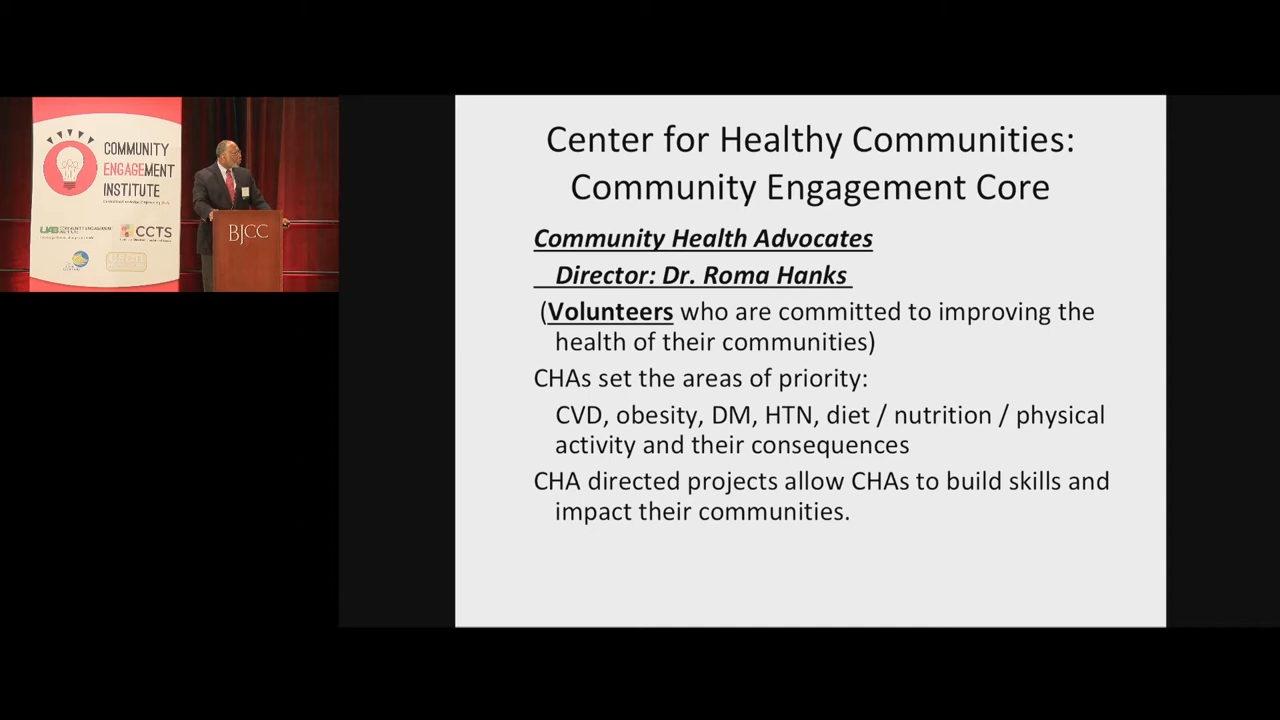 COMMUNITY
ENGAGEMENT
INSTITUTE
CCTS
BJCC
Center for Healthy Communities:
Community Engagement Core
Community Health Advocates
Director: Dr. Roma Hanks
(Volunteers who are committed to improving the
health of their communities)
CHAs set the areas of priority:
CVD, obesity, DM, HTN, diet / nutrition / physical
activity and their consequences
CHA directed projects allow CHAs to build skills and
impact their communities.